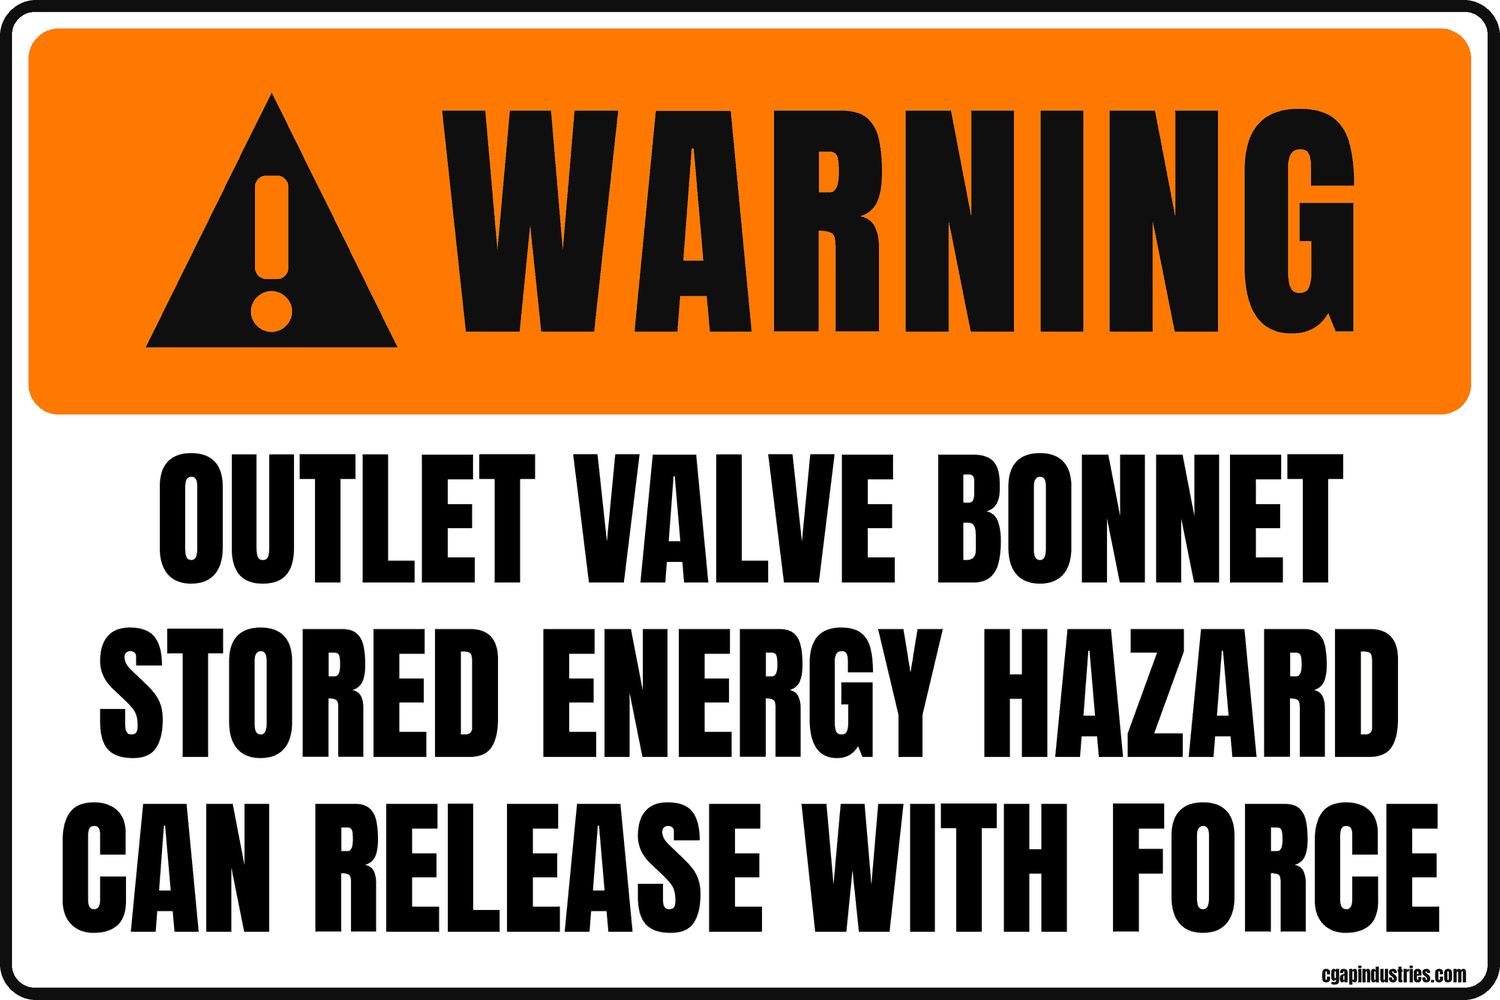 WARNING
OUTLET VALVE BONNET
STORED ENERGY HAZARD
CAN RELEASE WITH FORCE
cgapindustries.com